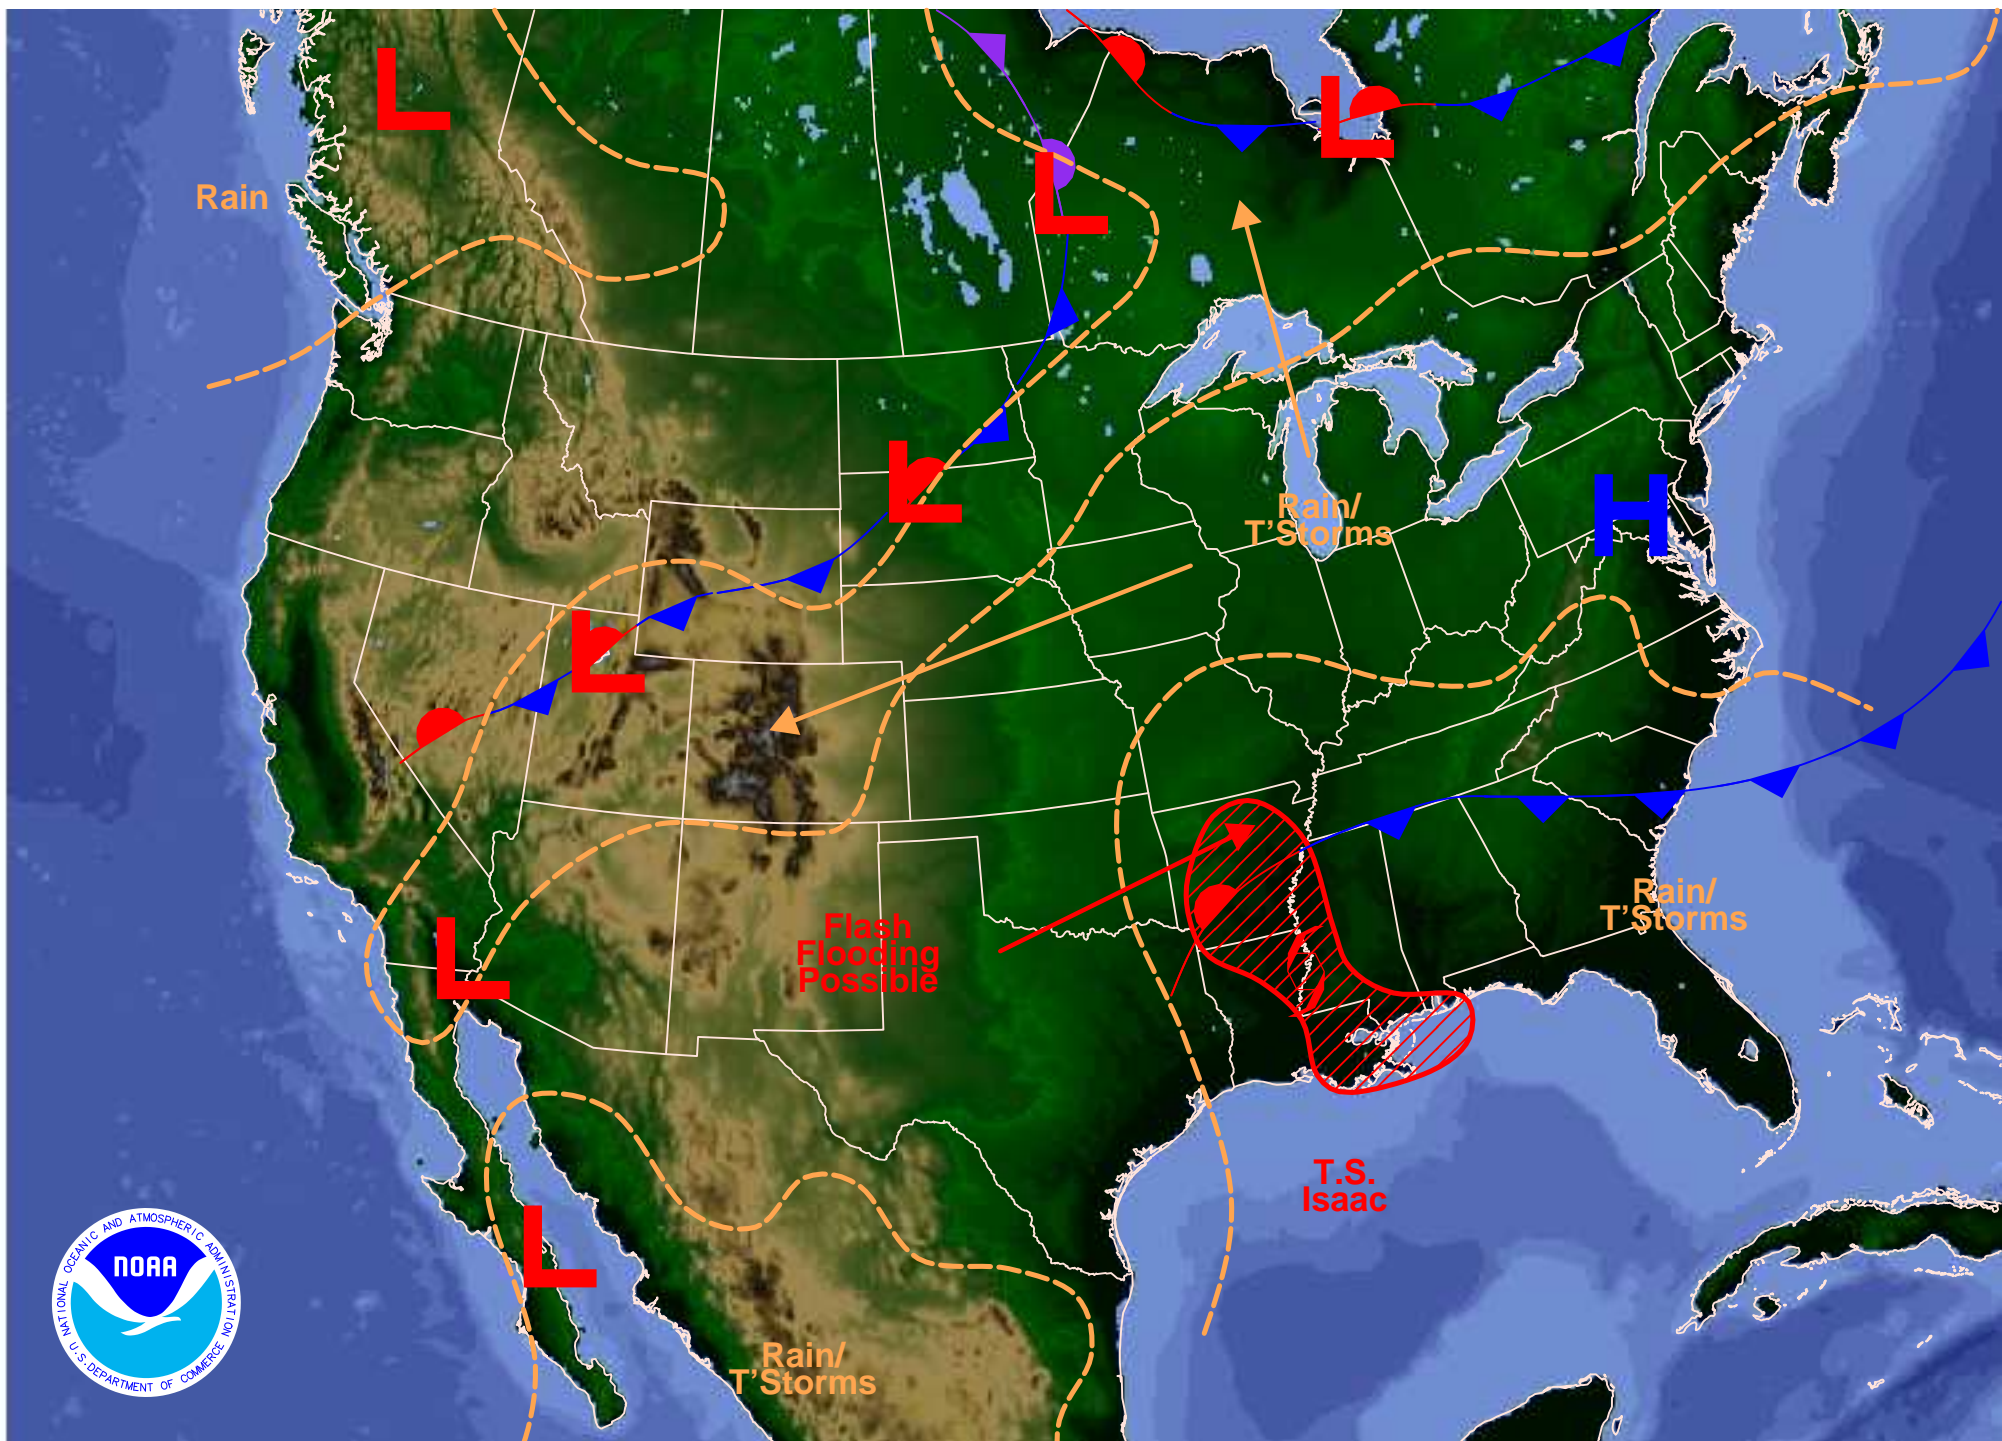 L
L
L
Rain
L
H
Rain/
T'Storms
L
Rain/
T'Storms
Flash
Flooding
Possible
L
T.S.
Isaac
L
Rain/
T'Storms
NATIONAL OCEANIC AND ATMOSPHERIC ADMINISTRATION
NOAA
U.S. DEPARTMENT OF COMMERCE